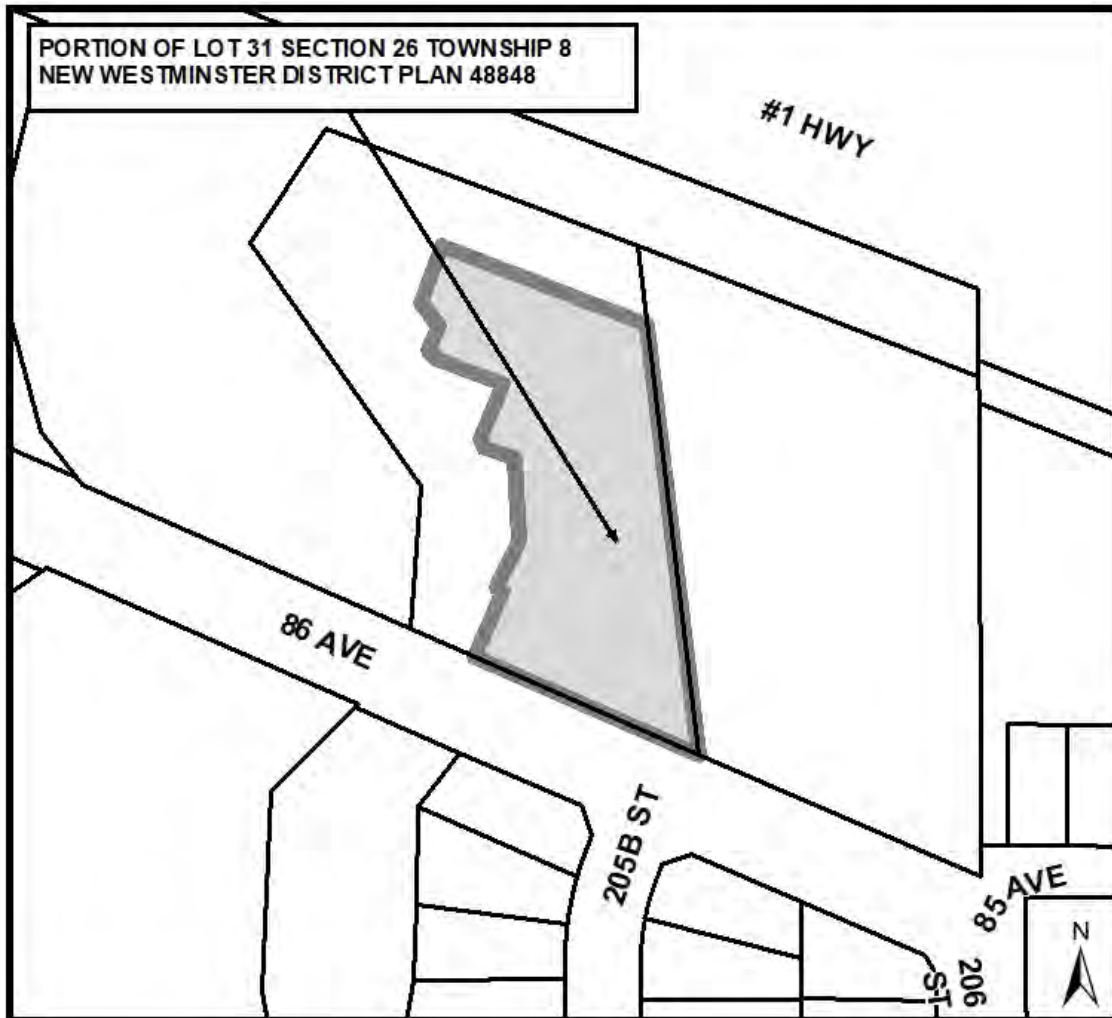 PORTION OF LOT 31 SECTION 26 TOWNSHIP 8
NEW WESTMINSTER DISTRICT PLAN 48848
#1 HWY
86 AVE
205B ST
85 AVE
206
ST
N